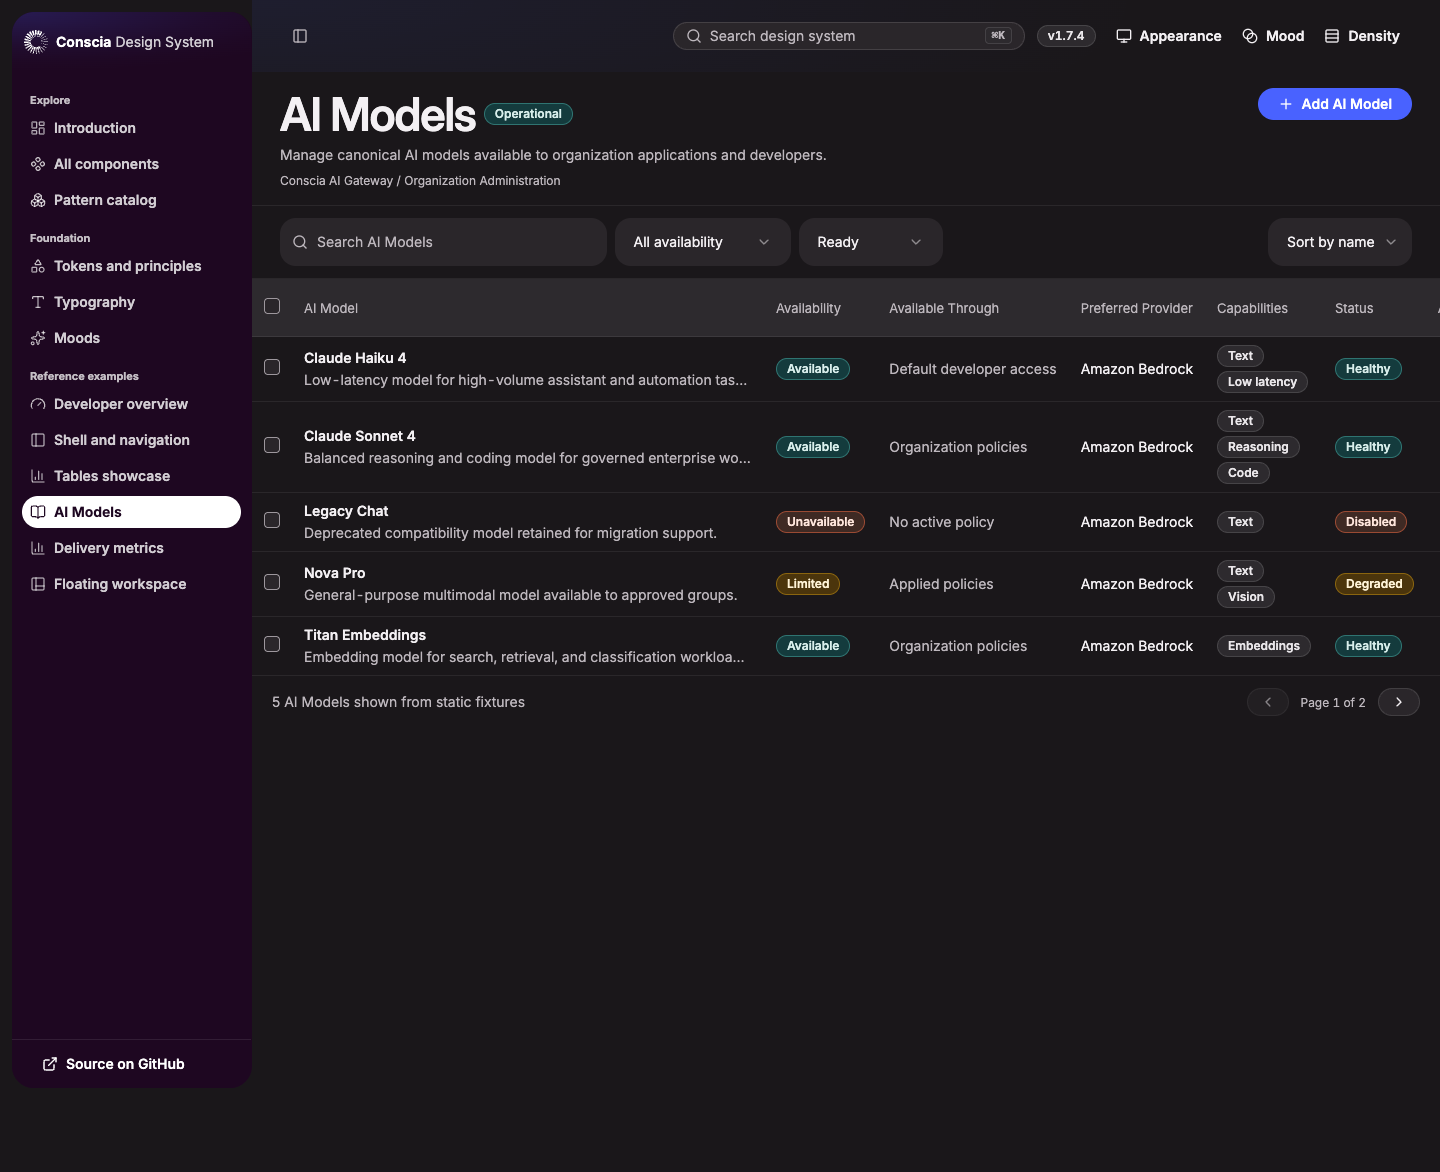 Conscia Design System
Search design system
⌘K
v1.7.4
Appearance
Mood
Density
Explore
Introduction
All components
Pattern catalog
Foundation
Tokens and principles
Typography
Moods
Reference examples
Developer overview
Shell and navigation
Tables showcase
AI Models
Delivery metrics
Floating workspace
Source on GitHub
AI Models
Operational
Add AI Model
Manage canonical AI models available to organization applications and developers.
Conscia AI Gateway / Organization Administration
Search AI Models
All availability
Ready
Sort by name
AI Model Availability Available Through Preferred Provider Capabilities Status
Claude Haiku 4
Low-latency model for high-volume assistant and automation tas...
Available
Default developer access
Amazon Bedrock
Text
Low latency
Healthy
Claude Sonnet 4
Balanced reasoning and coding model for governed enterprise wo...
Available
Organization policies
Amazon Bedrock
Text
Reasoning
Code
Healthy
Legacy Chat
Deprecated compatibility model retained for migration support.
Unavailable
No active policy
Amazon Bedrock
Text
Disabled
Nova Pro
General-purpose multimodal model available to approved groups.
Limited
Applied policies
Amazon Bedrock
Text
Vision
Degraded
Titan Embeddings
Embedding model for search, retrieval, and classification workloa...
Available
Organization policies
Amazon Bedrock
Embeddings
Healthy
5 AI Models shown from static fixtures
Page 1 of 2